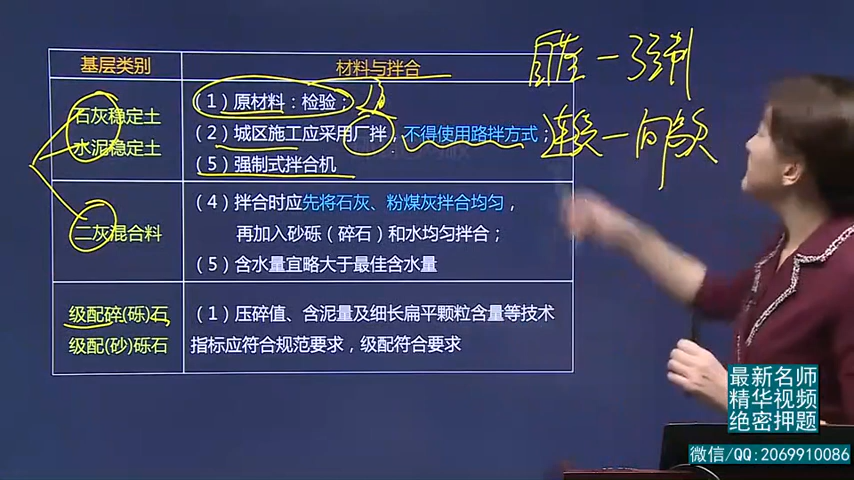 基层类别 材料与拌合
石灰稳定土
水泥稳定土
(1)原材料：检验；
(2)城区施工应采用厂拌，不得使用路拌方式；
(5)强制式拌合机
二灰混合料
(4)拌合时应先将石灰、粉煤灰拌合均匀，
再加入砂砾（碎石）和水均匀拌合；
(5)含水量宜略大于最佳含水量
级配碎(砾)石
级配(砂)砾石
(1)压碎值、含泥量及细长扁平颗粒含量等技术
指标应符合规范要求，级配符合要求
最新名师
精华视频
绝密押题
微信/QQ:2069910086